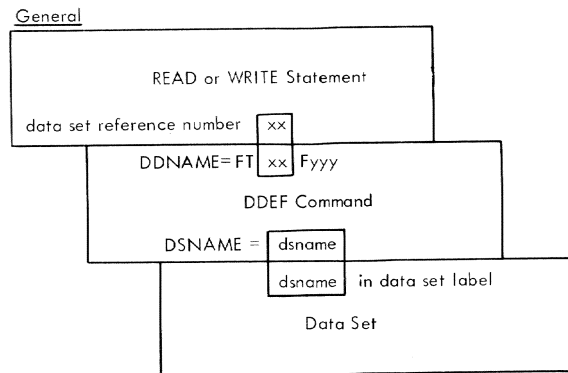 General
READ or WRITE Statement
data set reference number xx
DDNAME=FT xx Fyyy
DDEF Command
DSNAME = dsname
dsname in data set label
Data Set